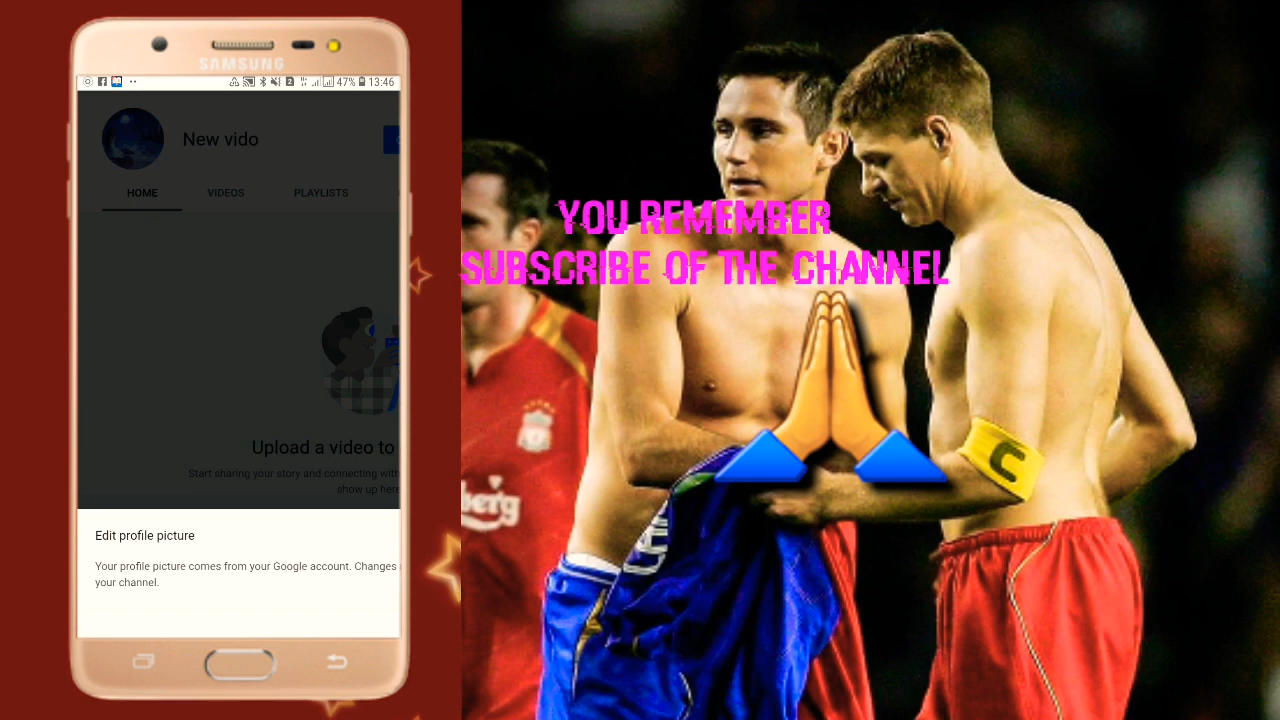 SAMSUNG
47% 13:46
New vido
HOME VIDEOS PLAYLISTS
Upload a video to
Start sharing your story and connecting with
show up here
Edit profile picture
Your profile picture comes from your Google account. Changes
your channel.
YOU REMEMBER
SUBSCRIBE OF THE CHANNEL
C